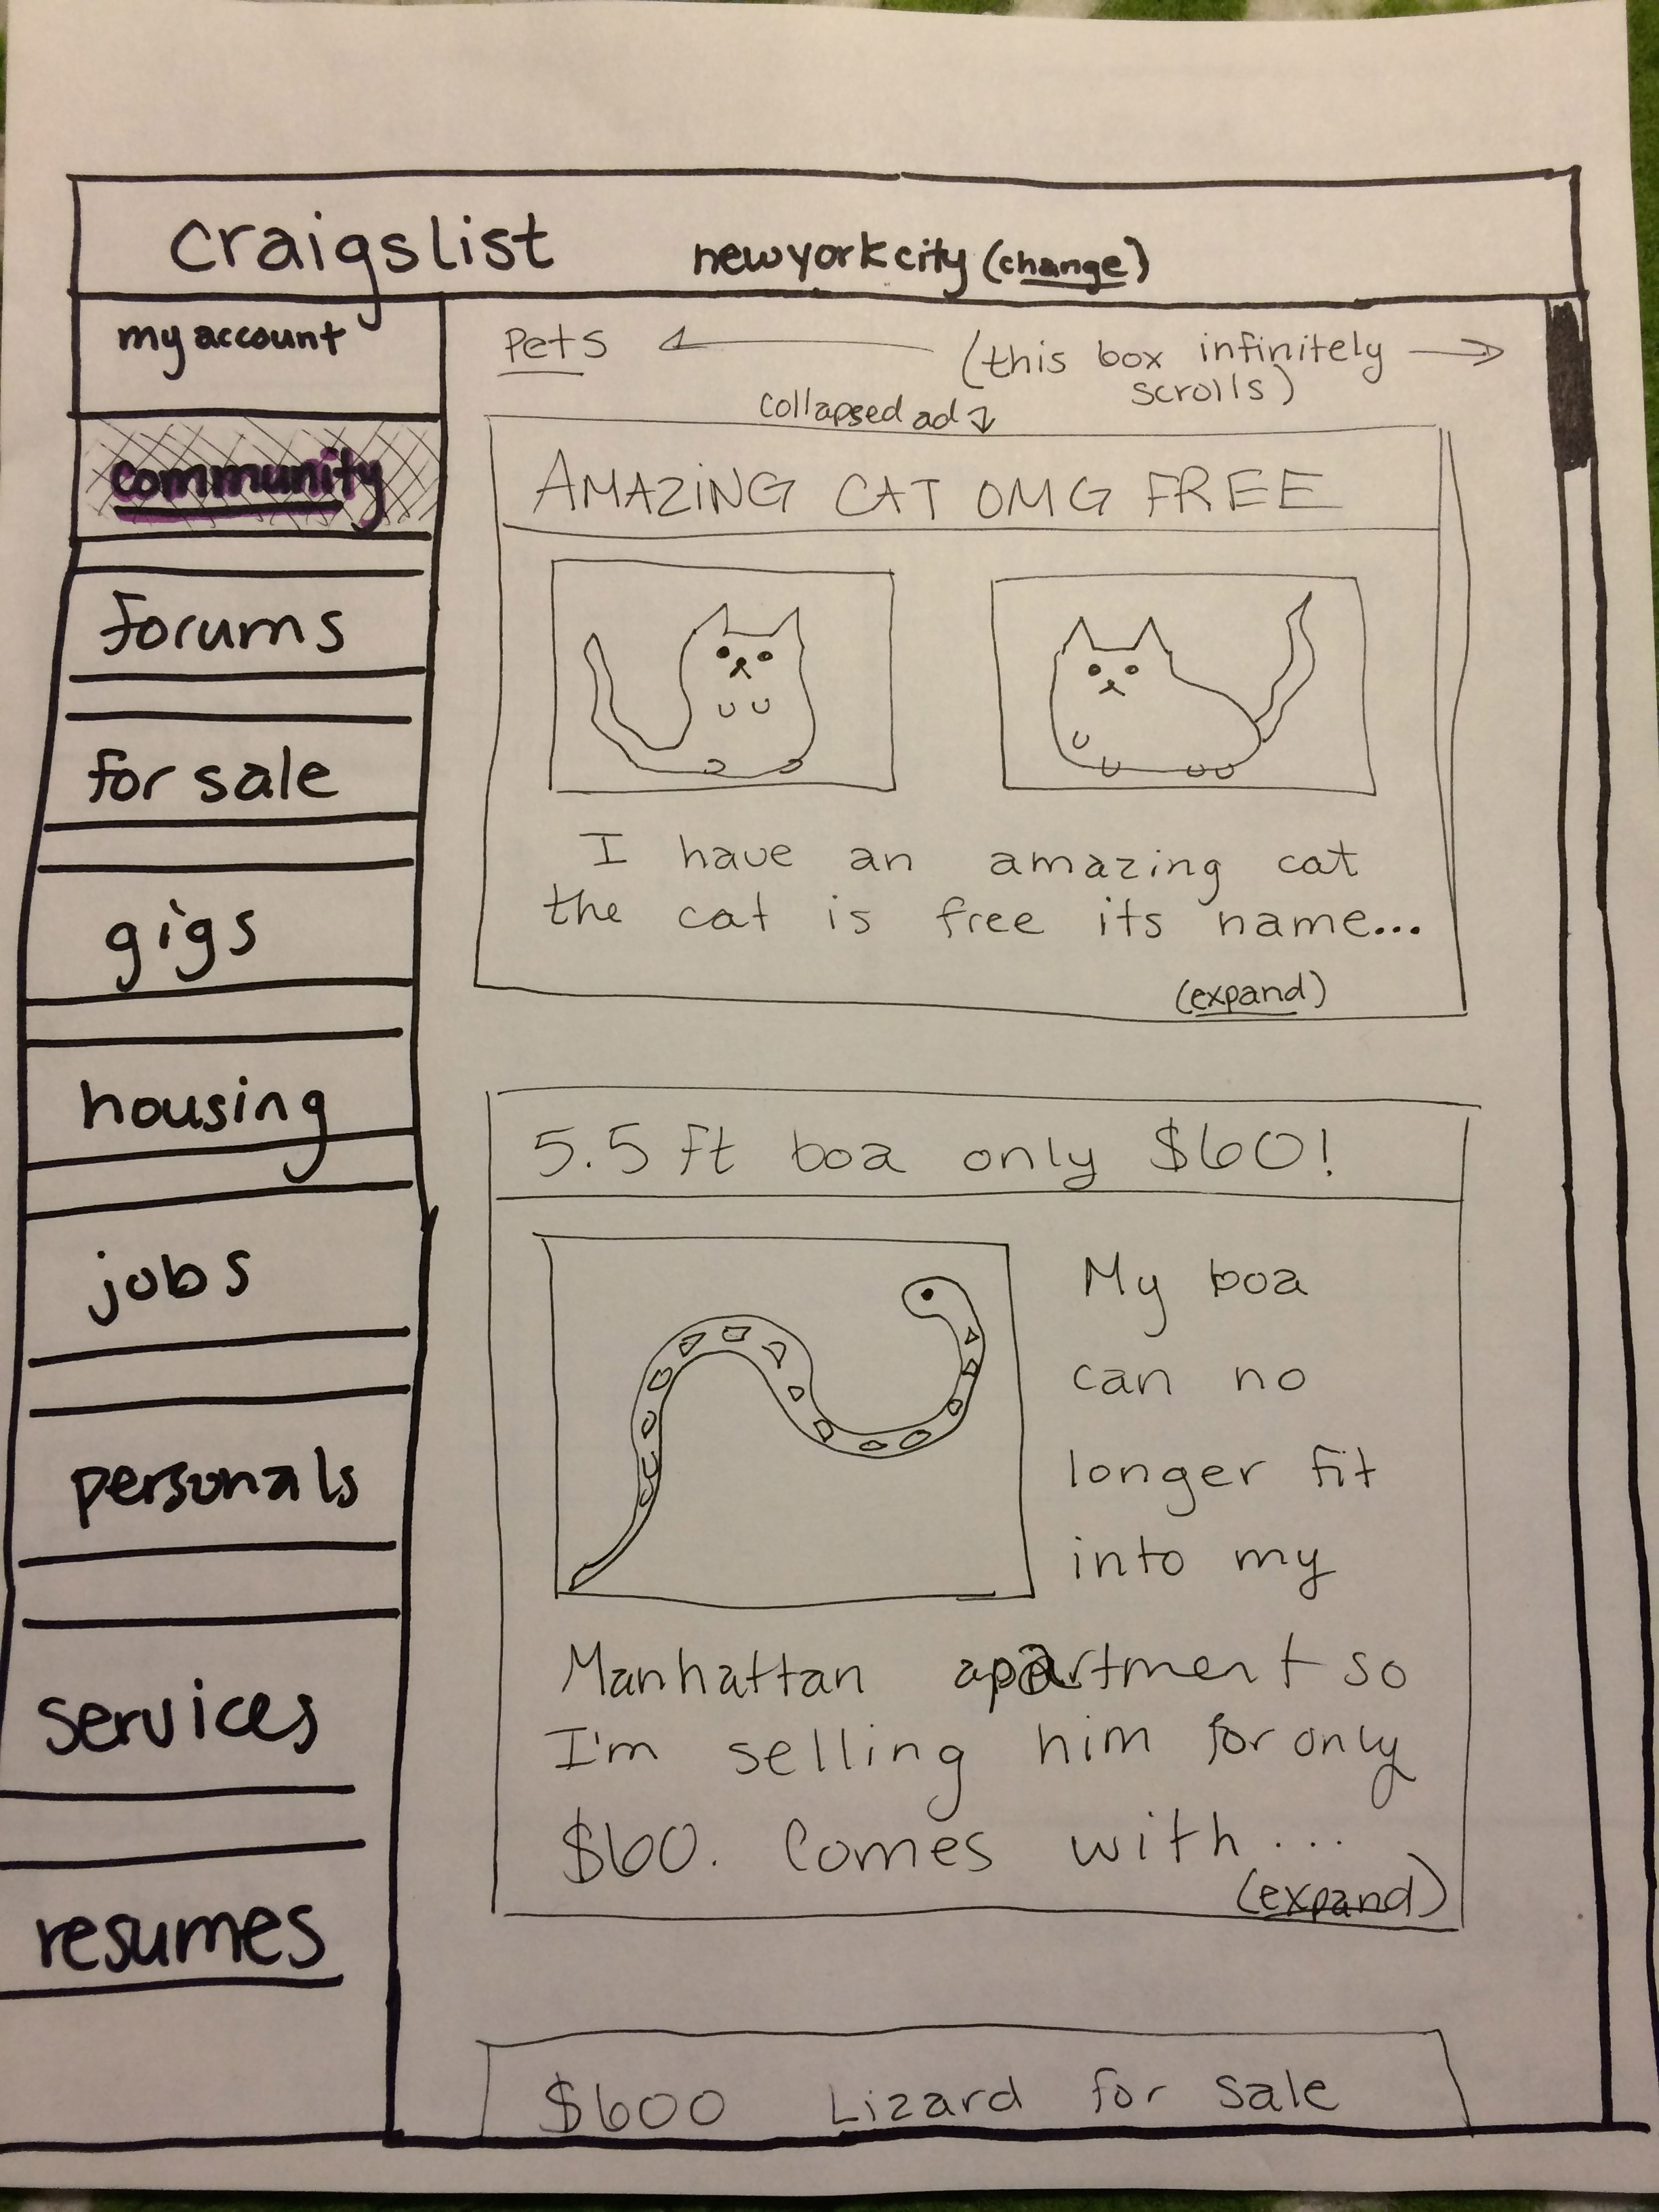 craigslist
newyorkcity (change)
my account
community
forums
for sale
gigs
housing
jobs
personals
services
resumes
Pets
(this box infinitely
scrolls)
collapsed ad
AMAZING CAT OMG FREE
I have an amazing cat
the cat is free its name...
(expand)
5.5 ft boa only $60!
My boa
can no
longer fit
into my
Manhattan apartment so
I'm selling him for only
$60. Comes with...
(expand)
$600 Lizard for sale